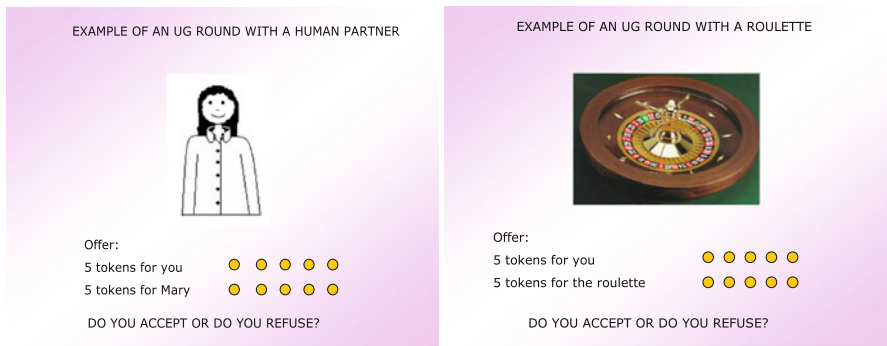 EXAMPLE OF AN UG ROUND WITH A HUMAN PARTNER
Offer:
5 tokens for you
5 tokens for Mary
DO YOU ACCEPT OR DO YOU REFUSE?
EXAMPLE OF AN UG ROUND WITH A ROULETTE
Offer:
5 tokens for you
5 tokens for the roulette
DO YOU ACCEPT OR DO YOU REFUSE?